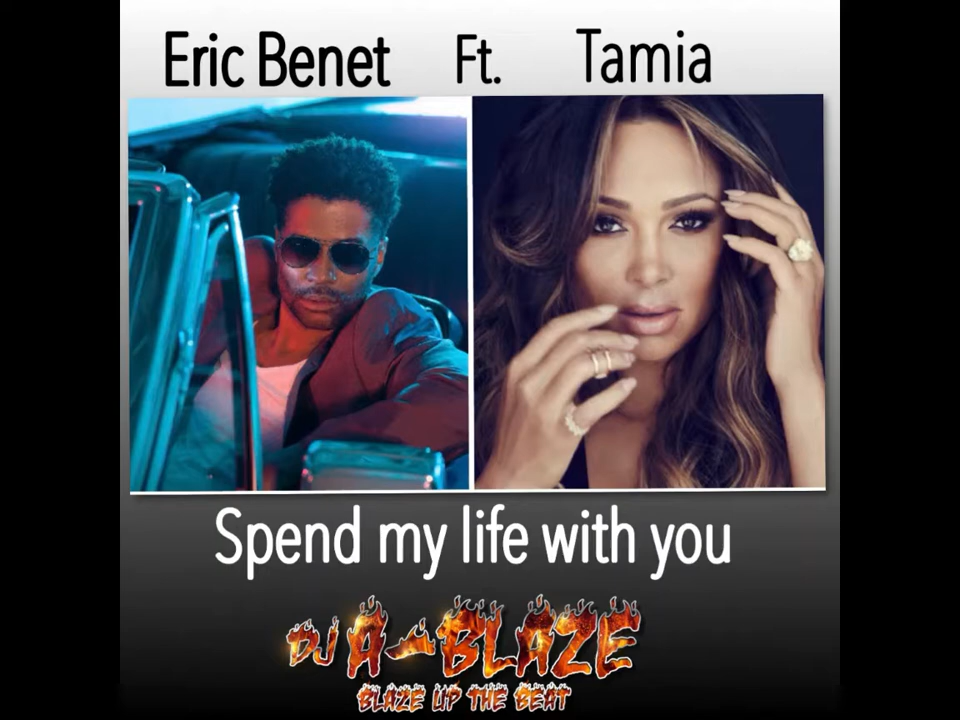 Eric Benet Ft. Tamia
Spend my life with you
DJ A-BLAZE
BLAZE UP THE BEAT